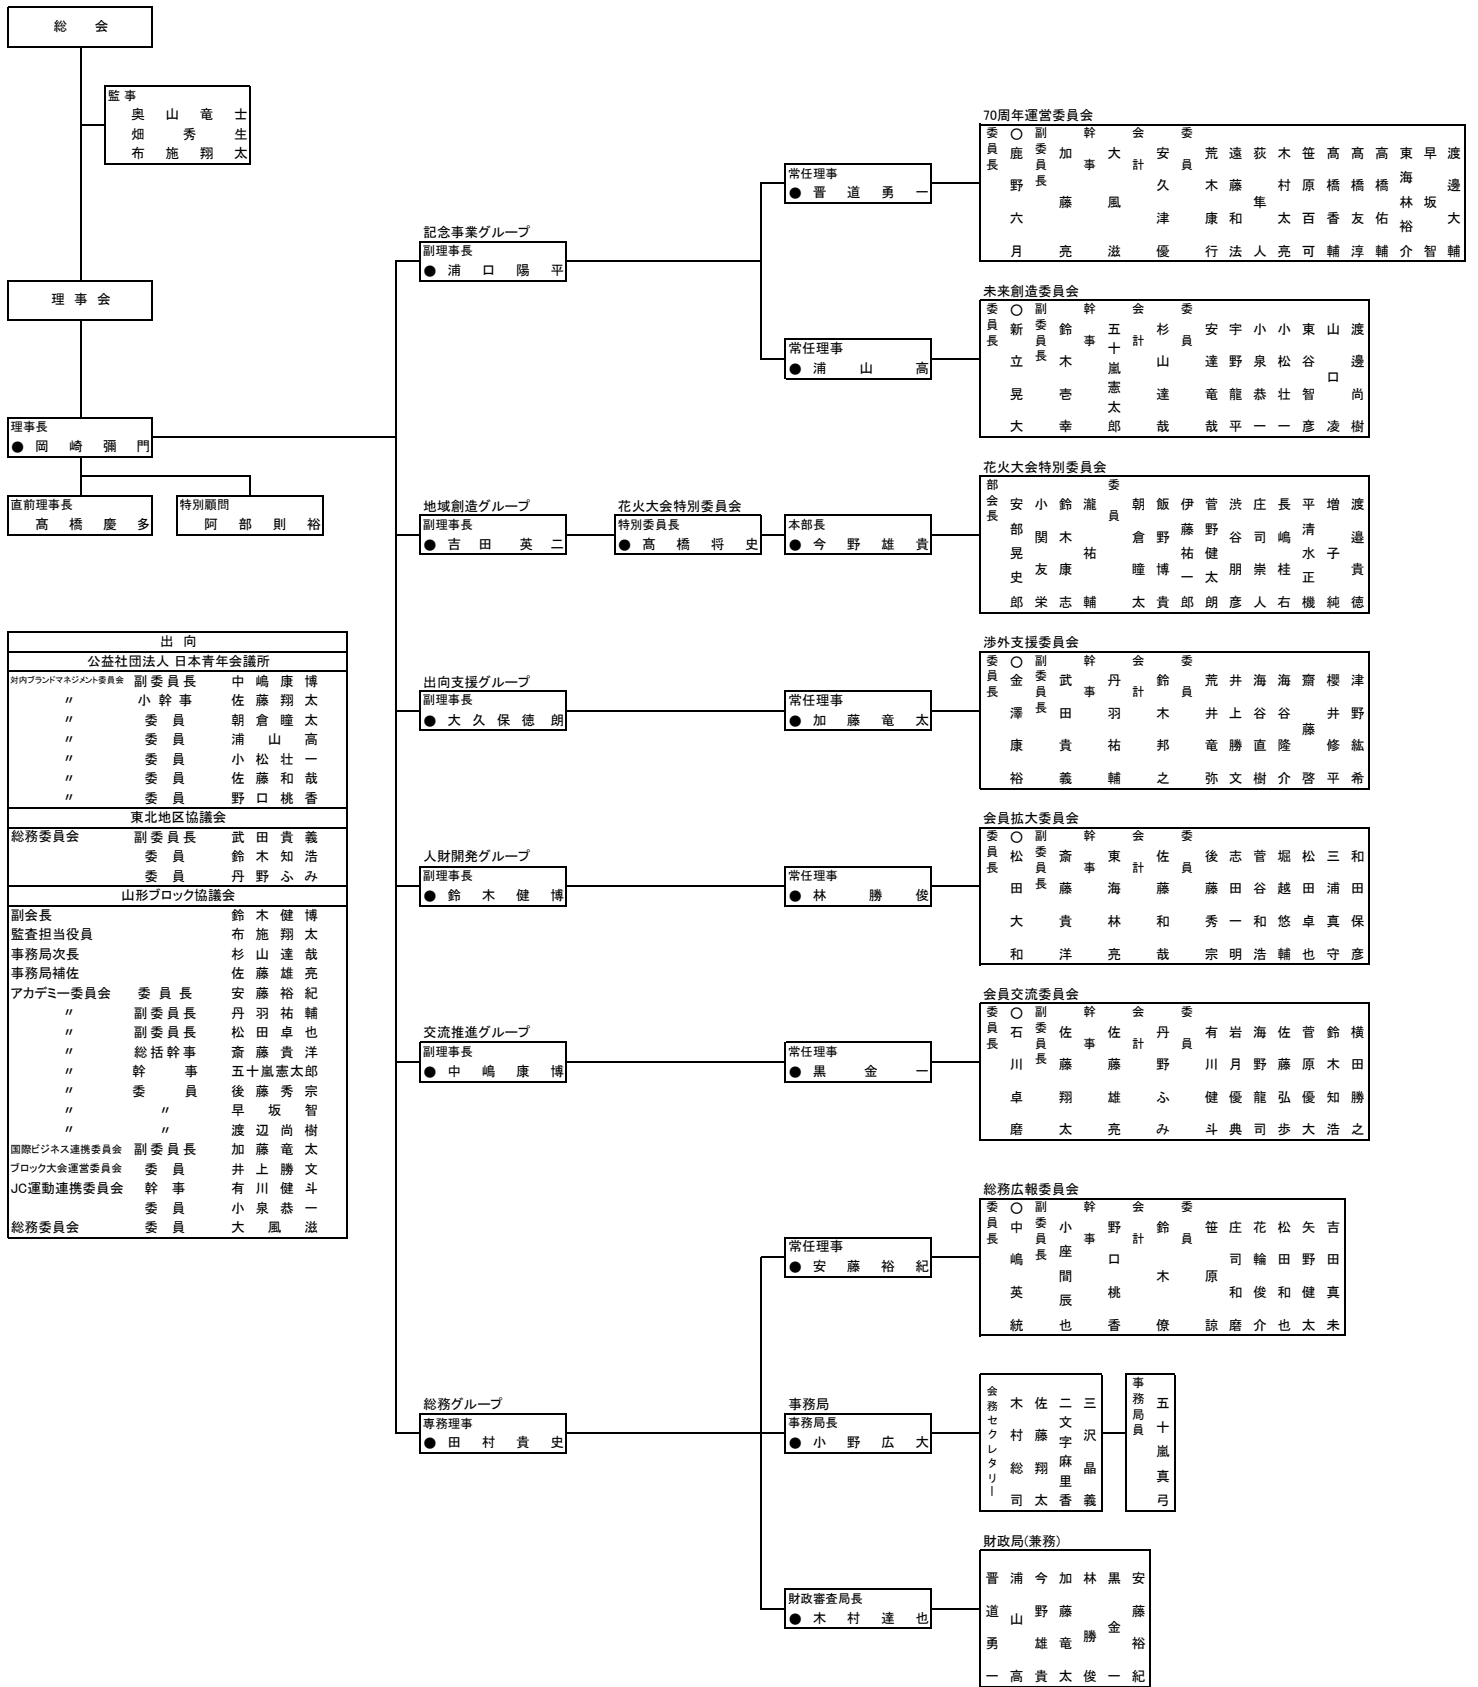 総 会
監事
奥山竜士
畑秀生
布施翔太
理事会
理事長
● 岡崎彌門
直前理事長
髙橋慶多
特別顧問
阿部則裕
記念事業グループ
副理事長
● 浦口陽平
常任理事
● 晋道勇一
70周年運営委員会
委員長
○鹿野六月
副委員長
加藤亮
幹事
大風滋
会計
安久津優
委員
荒木康行
遠藤和法
荻隼人
木村太亮
笹原百可
髙橋香輔
髙橋友淳
高橋佑輔
東海林裕介
早坂智
渡邊大輔
常任理事
● 浦山高
未来創造委員会
委員長
○新立晃大
副委員長
鈴木壱幸
幹事
五十嵐憲太郎
会計
杉山達哉
委員
安達竜哉
宇野龍平
小泉恭一
小松壮一
東谷智彦
山口凌
渡邊尚樹
地域創造グループ
副理事長
● 吉田英二
花火大会特別委員会
特別委員長
● 髙橋将史
本部長
● 今野雄貴
花火大会特別委員会
部会長
安部晃史郎
小関友栄
鈴木康志
瀧祐輔
委員
朝倉瞳太
飯野博貴
伊藤祐一郎
菅野健太朗
渋谷朋彦
庄司崇人
長嶋桂右
平清水正機
増子純
渡邉貴徳
出向支援グループ
副理事長
● 大久保徳朗
常任理事
● 加藤竜太
渉外支援委員会
委員長
○金澤康裕
副委員長
武田貴義
幹事
丹羽祐輔
会計
鈴木邦之
委員
荒井竜弥
井上勝文
海谷直樹
海谷隆介
齋藤啓
櫻井修平
津野紘希
人財開発グループ
副理事長
● 鈴木健博
常任理事
● 林勝俊
会員拡大委員会
委員長
○松田大和
副委員長
斎藤貴洋
幹事
東海林亮
会計
佐藤和哉
委員
後藤秀宗
志田一明
菅谷和浩
堀越悠輔
松田卓也
三浦真守
和田保彦
交流推進グループ
副理事長
● 中嶋康博
常任理事
● 黒金一
会員交流委員会
委員長
○石川卓磨
副委員長
佐藤翔太
幹事
佐藤雄亮
会計
丹野ふみ
委員
有川健斗
岩月優典
海野龍司
佐藤弘歩
菅原優大
鈴木知浩
横田勝之
総務グループ
専務理事
● 田村貴史
常任理事
● 安藤裕紀
総務広報委員会
委員長
○中嶋英統
副委員長
小座間辰也
幹事
野口桃香
会計
鈴木僚
委員
笹原諒
庄司和磨
花輪俊介
松田和也
矢野健太
吉田真未
事務局
事務局長
● 小野広大
会務セクレタリー
木村総司
佐藤翔太
二文字麻里香
三沢晶義
事務局員
五十嵐真弓
財政審査局長
● 木村達也
財政局(兼務)
晋道勇一
浦山高
今野雄貴
加藤竜太
林勝俊
黒金一
安藤裕紀
出 向
公益社団法人 日本青年会議所
対内ブランドマネジメント委員会 副委員長 中嶋康博
〃 小幹事 佐藤翔太
〃 委員 朝倉瞳太
〃 委員 浦山高
〃 委員 小松壮一
〃 委員 佐藤和哉
〃 委員 野口桃香
東北地区協議会
総務委員会 副委員長 武田貴義
委員 鈴木知浩
委員 丹野ふみ
山形ブロック協議会
副会長 鈴木健博
監査担当役員 布施翔太
事務局次長 杉山達哉
事務局補佐 佐藤雄亮
アカデミー委員会 委員長 安藤裕紀
〃 副委員長 丹羽祐輔
〃 副委員長 松田卓也
〃 総括幹事 斎藤貴洋
〃 幹事 五十嵐憲太郎
〃 委員 後藤秀宗
〃 〃 早坂智
〃 〃 渡辺尚樹
国際ビジネス連携委員会 副委員長 加藤竜太
ブロック大会運営委員会 委員 井上勝文
JC運動連携委員会 幹事 有川健斗
委員 小泉恭一
総務委員会 委員 大風滋